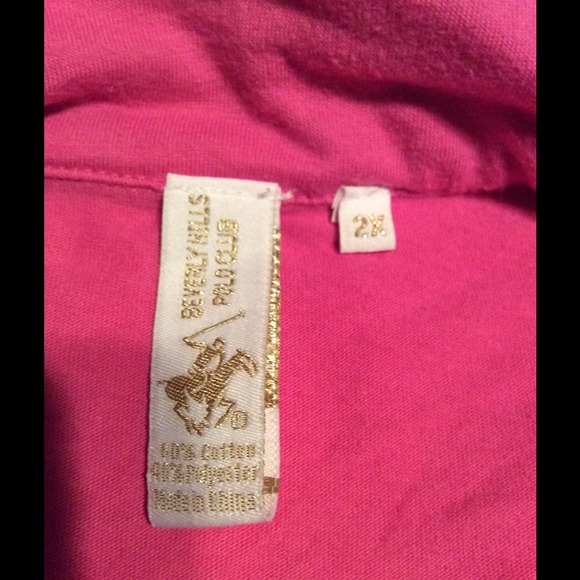 BEVERLY HILLS
POLO CLUB
2X
60% Cotton
40% Polyester
Made in China